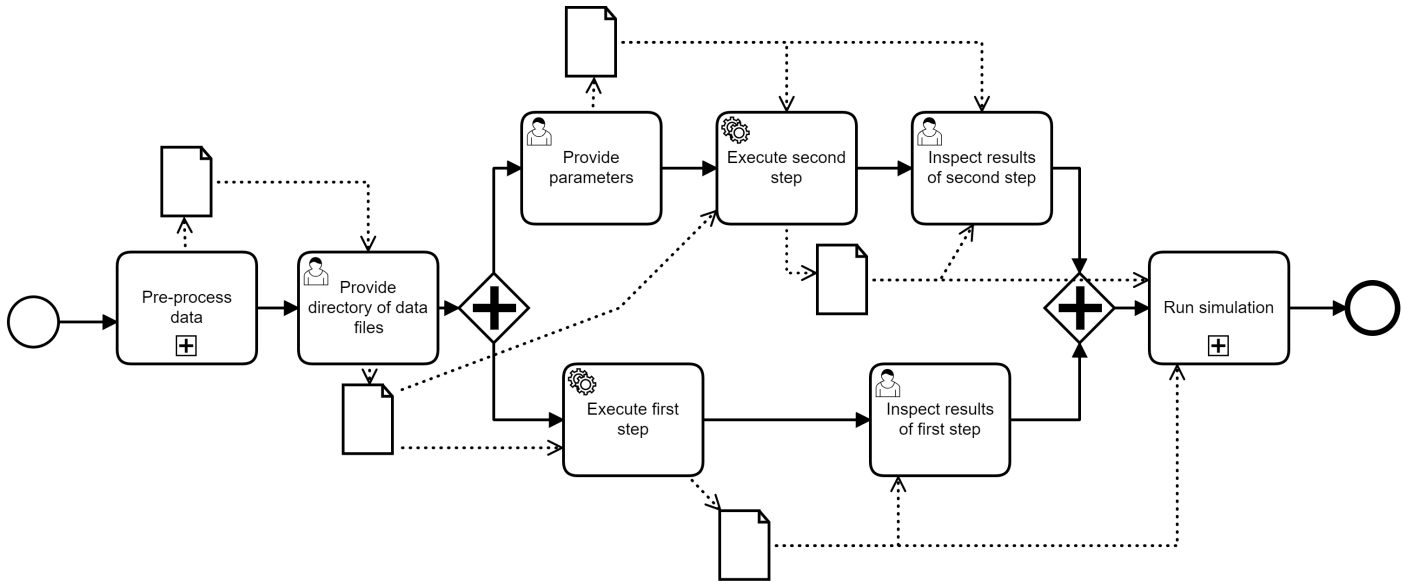 Pre-process
data
Provide
directory of data
files
Provide
parameters
Execute second
step
Inspect results
of second step
Execute first
step
Inspect results
of first step
Run simulation